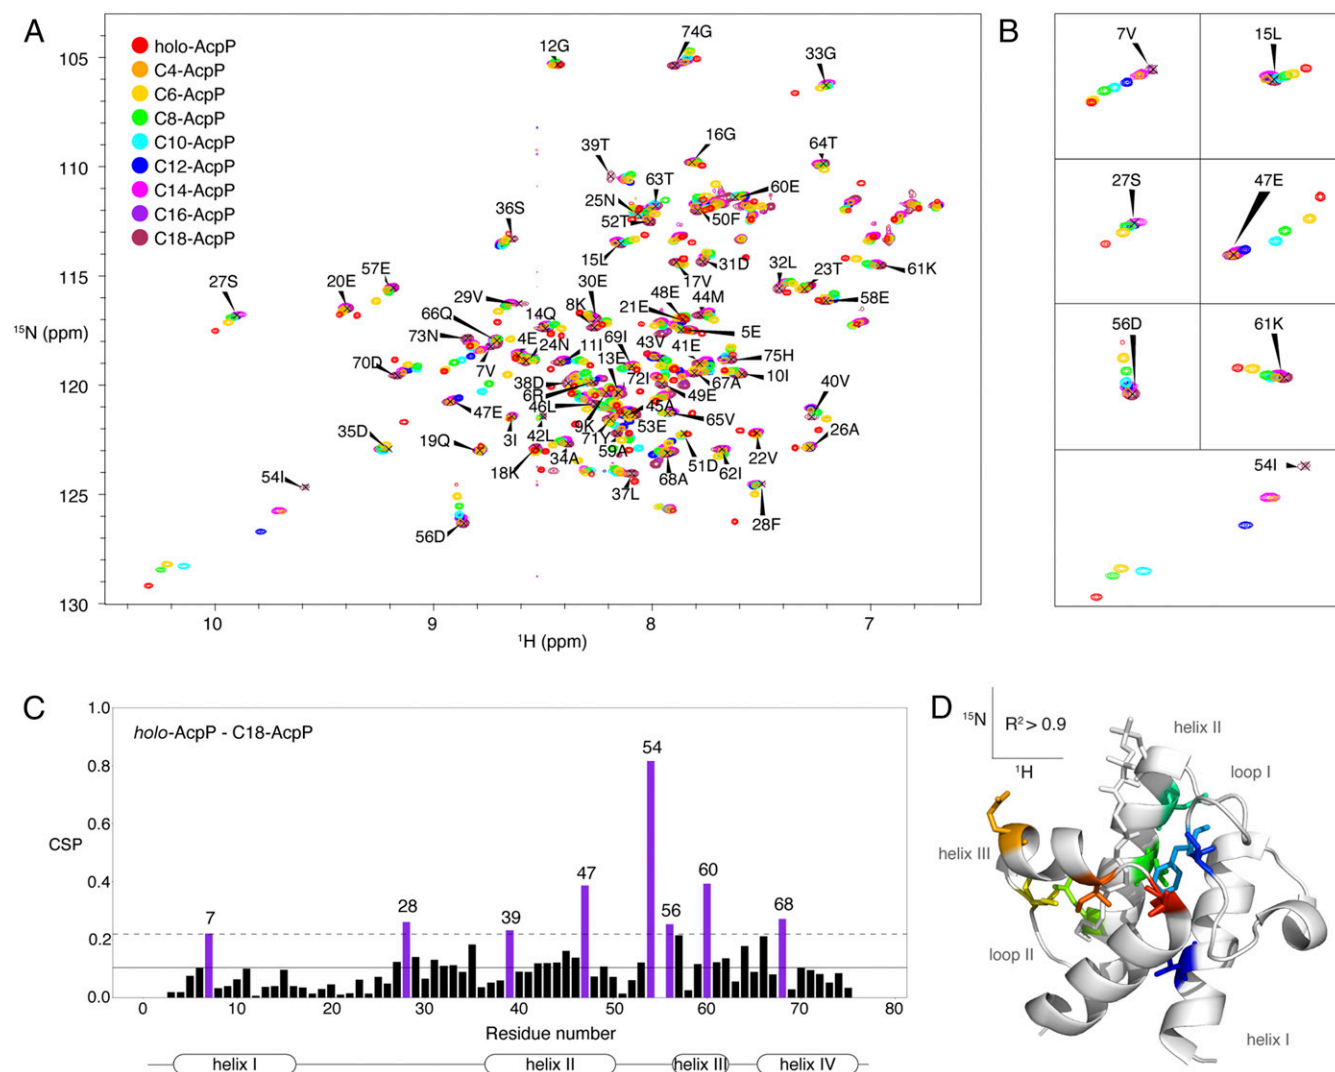 A
holo-AcpP
C4-AcpP
C6-AcpP
C8-AcpP
C10-AcpP
C12-AcpP
C14-AcpP
C16-AcpP
C18-AcpP
105
110
115
120
125
130
¹⁵N (ppm)
10
9
8
7
¹H (ppm)
12G
74G
33G
39T
16G
64T
63T
60E
25N
52T
50F
36S
15L
17V
31D
61K
27S
20E
57E
30E
48E
32L
23T
29V
8K
21E
44M
58E
66Q
14Q
69I
5E
73N
4E
24N
11I
13E
43V
41E
75H
70D
7V
38D
72I
67A
10I
6R
49E
40V
46L
45A
47E
9K
53E
65V
35D
3I
42L
71Y
26A
19Q
59A
51D
22V
18K
34A
62I
54I
37L
68A
28F
56D
B
7V
15L
27S
47E
56D
61K
54I
C
holo-AcpP - C18-AcpP
1.0
0.8
0.6
0.4
0.2
0.0
CSP
7
28
39
47
54
56
60
68
0
10
20
30
40
50
60
70
80
Residue number
helix I
helix II
helix III
helix IV
D
¹⁵N
R² > 0.9
¹H
helix II
loop I
helix III
loop II
helix I